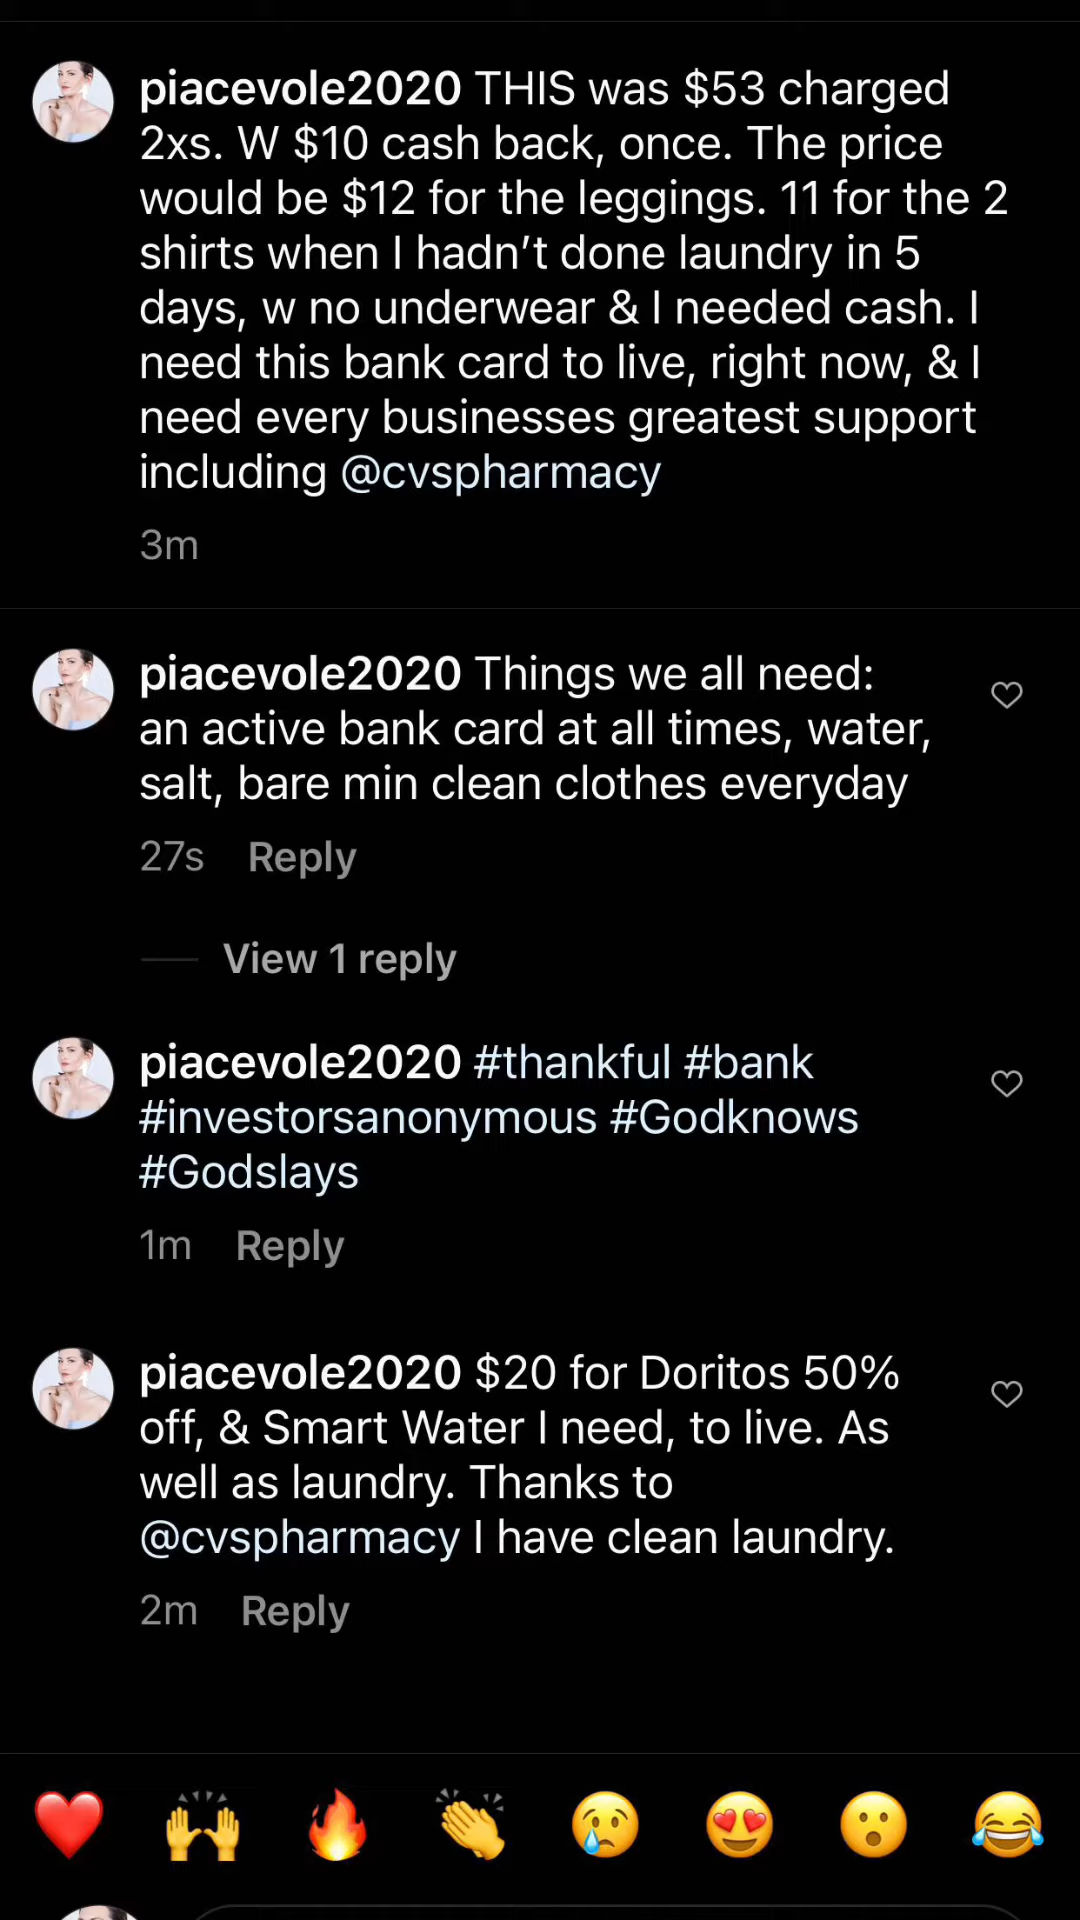 piacevole2020 THIS was $53 charged
2xs. W $10 cash back, once. The price
would be $12 for the leggings. 11 for the 2
shirts when I hadn’t done laundry in 5
days, w no underwear & I needed cash. I
need this bank card to live, right now, & I
need every businesses greatest support
including @cvspharmacy
3m
piacevole2020 Things we all need:
an active bank card at all times, water,
salt, bare min clean clothes everyday
27s Reply
View 1 reply
piacevole2020 #thankful #bank
#investorsanonymous #Godknows
#Godslays
1m Reply
piacevole2020 $20 for Doritos 50%
off, & Smart Water I need, to live. As
well as laundry. Thanks to
@cvspharmacy I have clean laundry.
2m Reply